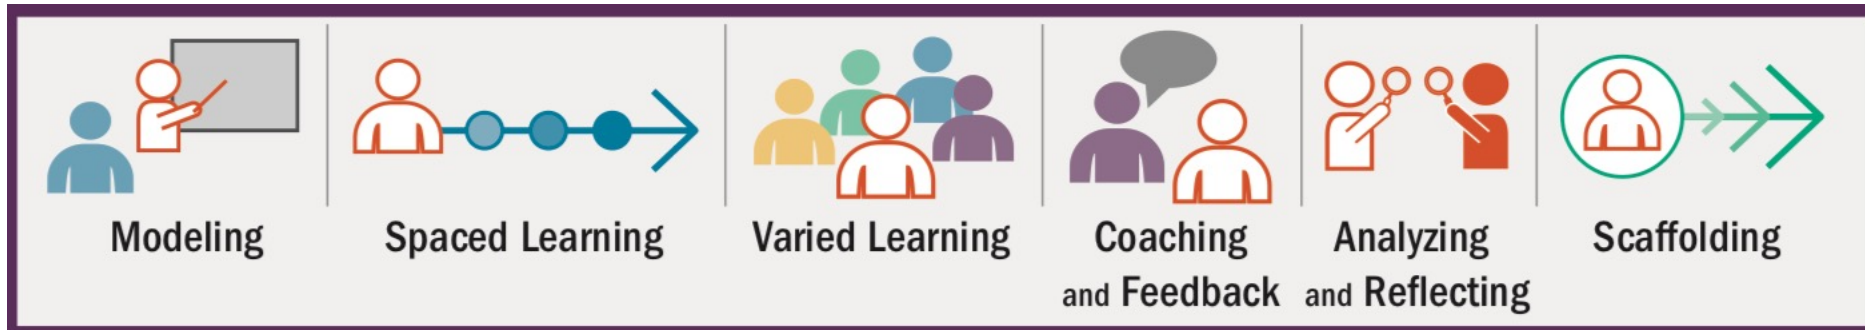 Modeling
Spaced Learning
Varied Learning
Coaching
and Feedback
Analyzing
and Reflecting
Scaffolding